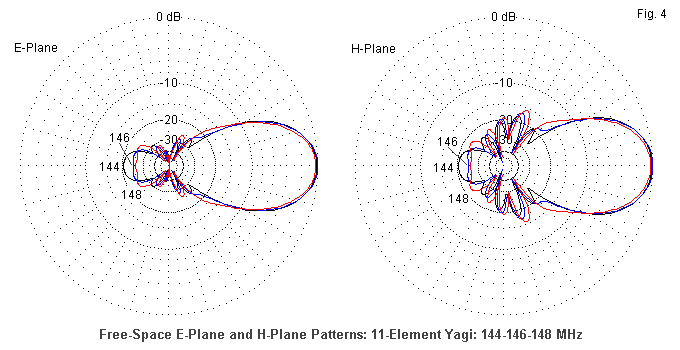 0 dB
0 dB
Fig. 4
E-Plane
H-Plane
-10
-10
-20
-20
-30
-30
146
144
148
146
144
148
Free-Space E-Plane and H-Plane Patterns: 11-Element Yagi: 144-146-148 MHz